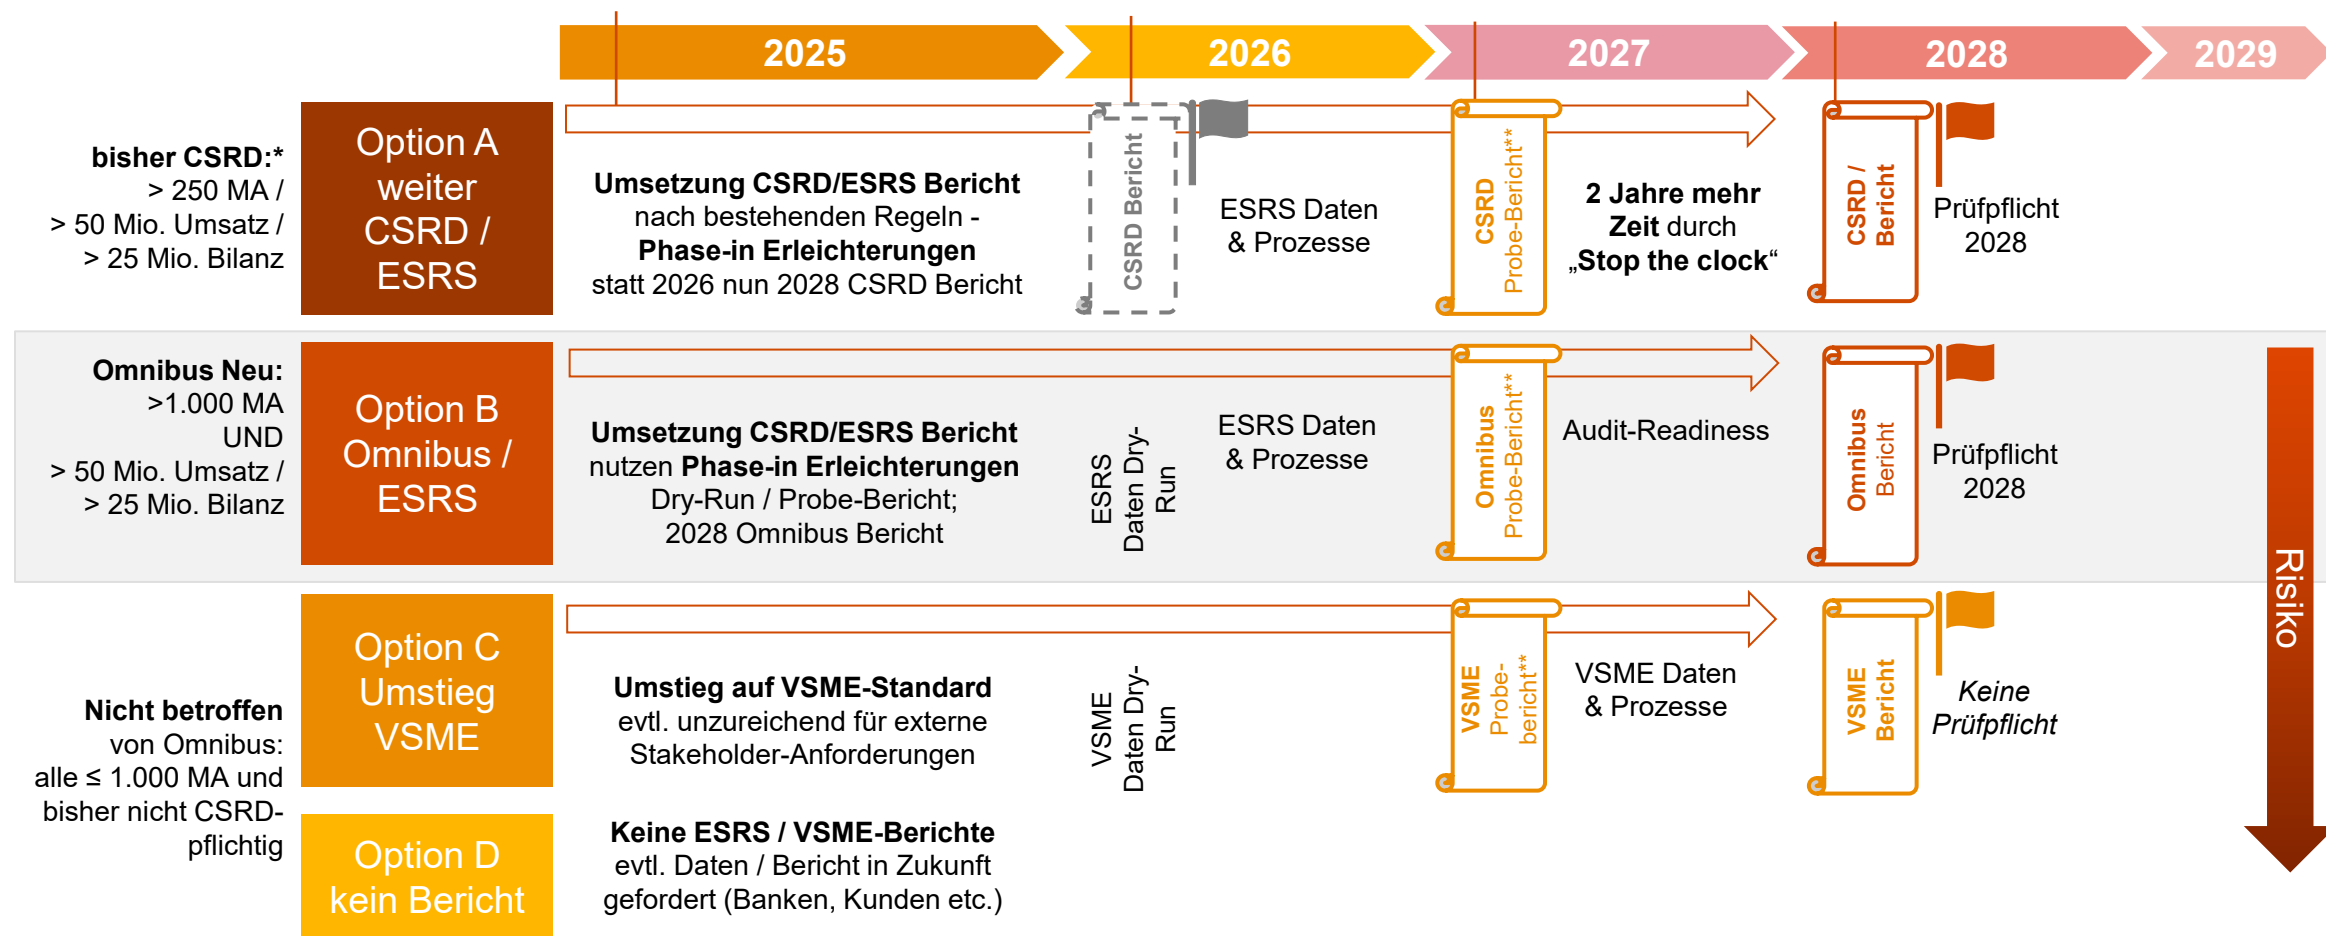 2025
2026
2027
2028
2029
bisher CSRD:*
> 250 MA /
> 50 Mio. Umsatz /
> 25 Mio. Bilanz
Option A
weiter
CSRD /
ESRS
Umsetzung CSRD/ESRS Bericht
nach bestehenden Regeln -
Phase-in Erleichterungen
statt 2026 nun 2028 CSRD Bericht
CSRD Bericht
ESRS Daten
& Prozesse
CSRD
Probe-Bericht**
2 Jahre mehr
Zeit durch
„Stop the clock“
CSRD /
Bericht
Prüfpflicht
2028
Omnibus Neu:
>1.000 MA
UND
> 50 Mio. Umsatz /
> 25 Mio. Bilanz
Option B
Omnibus /
ESRS
Umsetzung CSRD/ESRS Bericht
nutzen Phase-in Erleichterungen
Dry-Run / Probe-Bericht;
2028 Omnibus Bericht
ESRS
Daten Dry-
Run
ESRS Daten
& Prozesse
Omnibus
Probe-Bericht**
Audit-Readiness
Omnibus
Bericht
Prüfpflicht
2028
Risiko
Nicht betroffen
von Omnibus:
alle ≤ 1.000 MA und
bisher nicht CSRD-
pflichtig
Option C
Umstieg
VSME
Umstieg auf VSME-Standard
evtl. unzureichend für externe
Stakeholder-Anforderungen
VSME
Daten Dry-
Run
VSME
Probe-
bericht**
VSME Daten
& Prozesse
VSME
Bericht
Keine
Prüfpflicht
Option D
kein Bericht
Keine ESRS / VSME-Berichte
evtl. Daten / Bericht in Zukunft
gefordert (Banken, Kunden etc.)